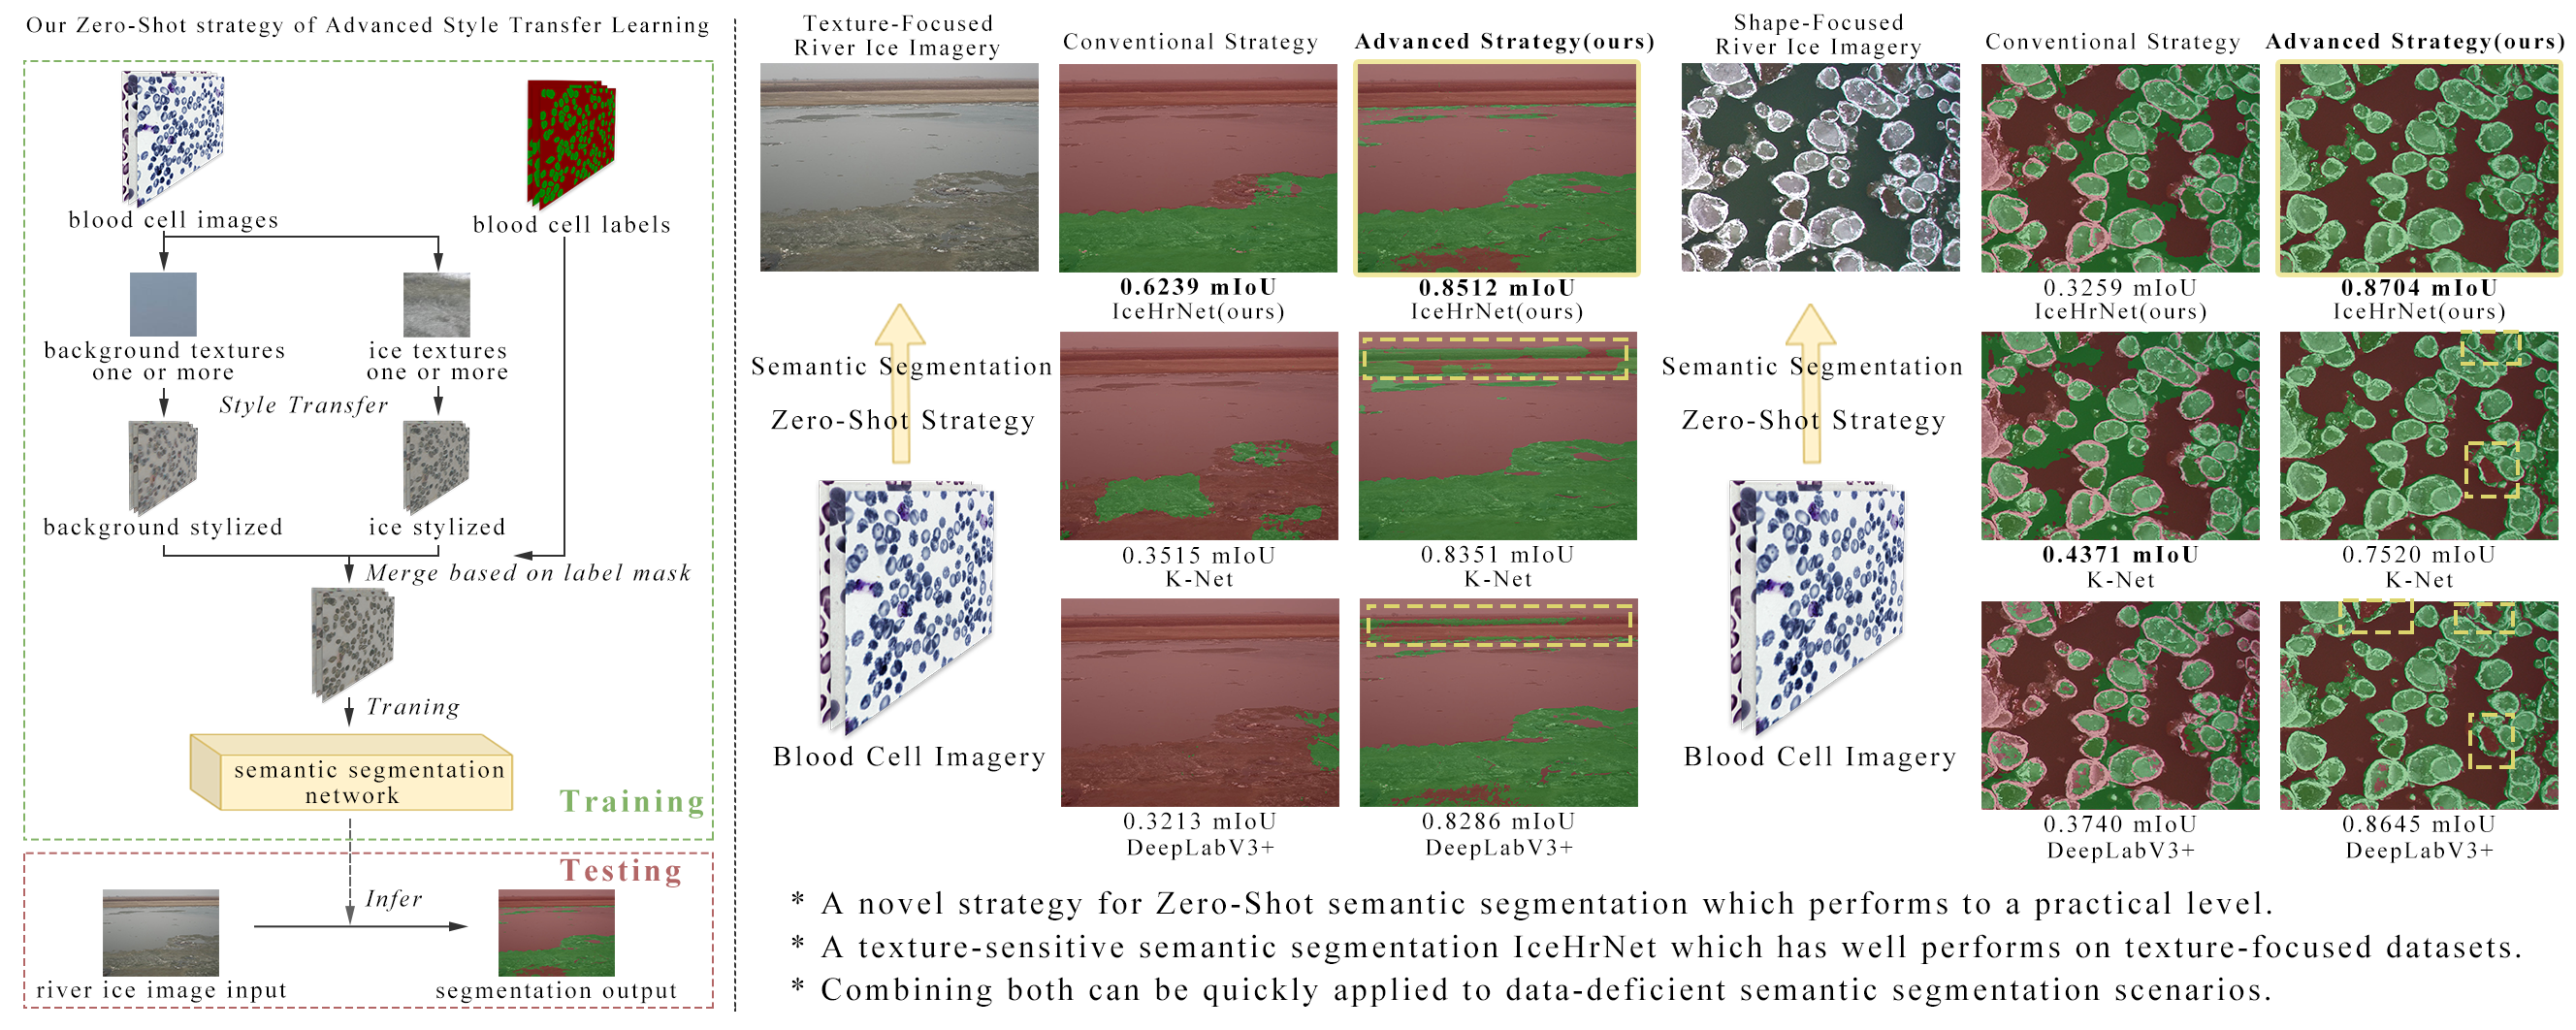 Our Zero-Shot strategy of Advanced Style Transfer Learning
blood cell images
blood cell labels
background textures
one or more
ice textures
one or more
Style Transfer
background stylized
ice stylized
Merge based on label mask
Traning
semantic segmentation
network
Training
Testing
Infer
river ice image input
segmentation output
Texture-Focused
River Ice Imagery
Conventional Strategy
Advanced Strategy(ours)
0.6239 mIoU
IceHrNet(ours)
0.8512 mIoU
IceHrNet(ours)
Semantic Segmentation
Zero-Shot Strategy
0.3515 mIoU
K-Net
0.8351 mIoU
K-Net
Blood Cell Imagery
0.3213 mIoU
DeepLabV3+
0.8286 mIoU
DeepLabV3+
Shape-Focused
River Ice Imagery
Conventional Strategy
Advanced Strategy(ours)
0.3259 mIoU
IceHrNet(ours)
0.8704 mIoU
IceHrNet(ours)
Semantic Segmentation
Zero-Shot Strategy
0.4371 mIoU
K-Net
0.7520 mIoU
K-Net
Blood Cell Imagery
0.3740 mIoU
DeepLabV3+
0.8645 mIoU
DeepLabV3+
* A novel strategy for Zero-Shot semantic segmentation which performs to a practical level.
* A texture-sensitive semantic segmentation IceHrNet which has well performs on texture-focused datasets.
* Combining both can be quickly applied to data-deficient semantic segmentation scenarios.